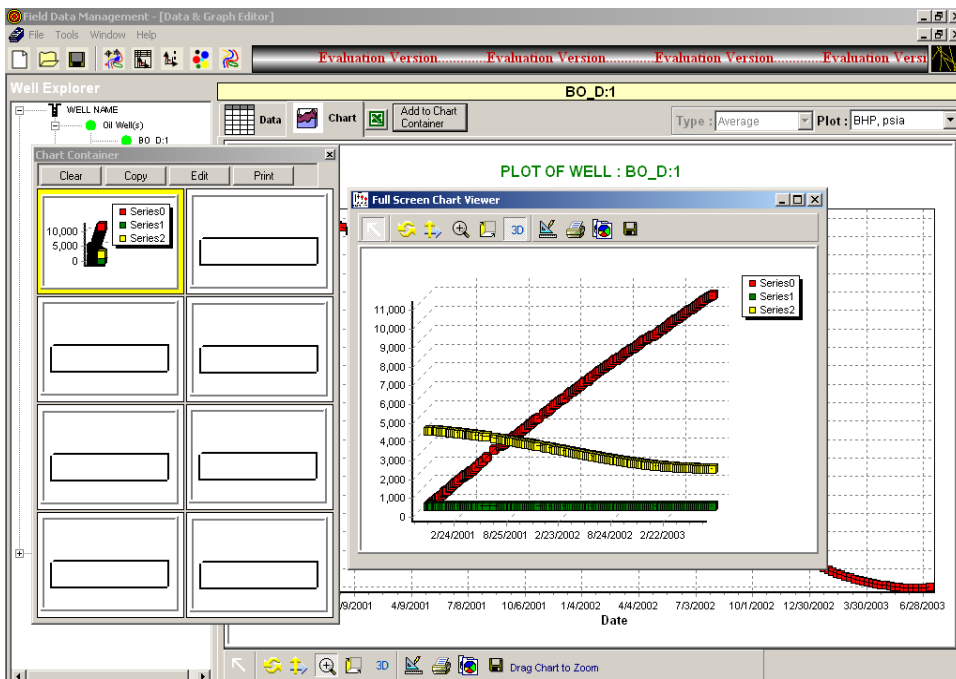 Field Data Management - [Data & Graph Editor]
File Tools Window Help
Evaluation Version.............Evaluation Version.............Evaluation Version.............Evaluation Versi
Well Explorer
BO_D:1
WELL NAME
Oil Well(s)
BO_D:1
Data
Chart
Add to Chart
Container
Type : Average
Plot : BHP, psia
Chart Container
Clear Copy Edit Print
10,000
5,000
0
Series0
Series1
Series2
PLOT OF WELL : BO_D:1
Full Screen Chart Viewer
3D
Series0
Series1
Series2
11,000
10,000
9,000
8,000
7,000
6,000
5,000
4,000
3,000
2,000
1,000
0
2/24/2001 8/25/2001 2/23/2002 8/24/2002 2/22/2003
/9/2001 4/9/2001 7/8/2001 10/6/2001 1/4/2002 4/4/2002 7/3/2002 10/1/2002 12/30/2002 3/30/2003 6/28/2003
Date
3D
Drag Chart to Zoom